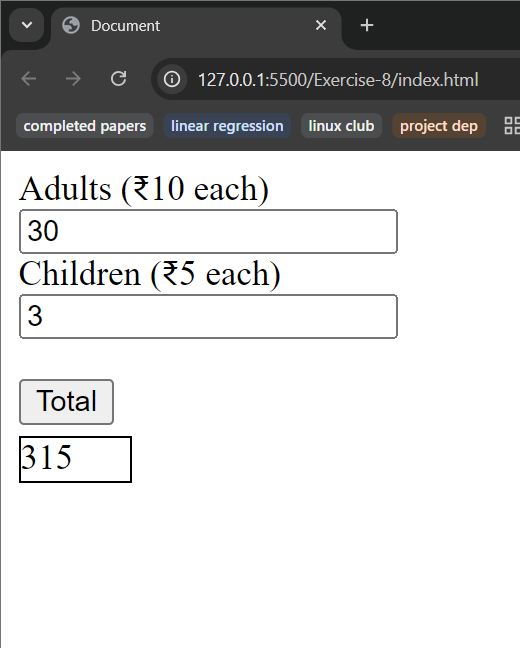 Document
127.0.0.1:5500/Exercise-8/index.html
completed papers linear regression linux club project dep
Adults (₹10 each)
30
Children (₹5 each)
3
Total
315